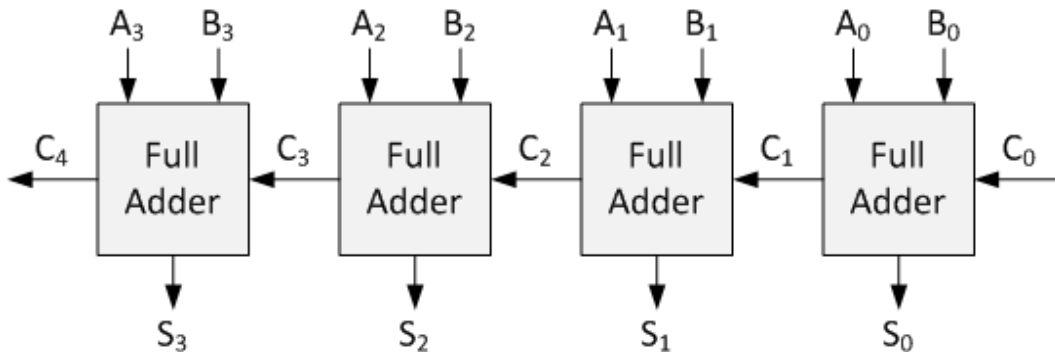 A₃ B₃ A₂ B₂ A₁ B₁ A₀ B₀
C₄ Full Adder C₃ Full Adder C₂ Full Adder C₁ Full Adder C₀
S₃ S₂ S₁ S₀